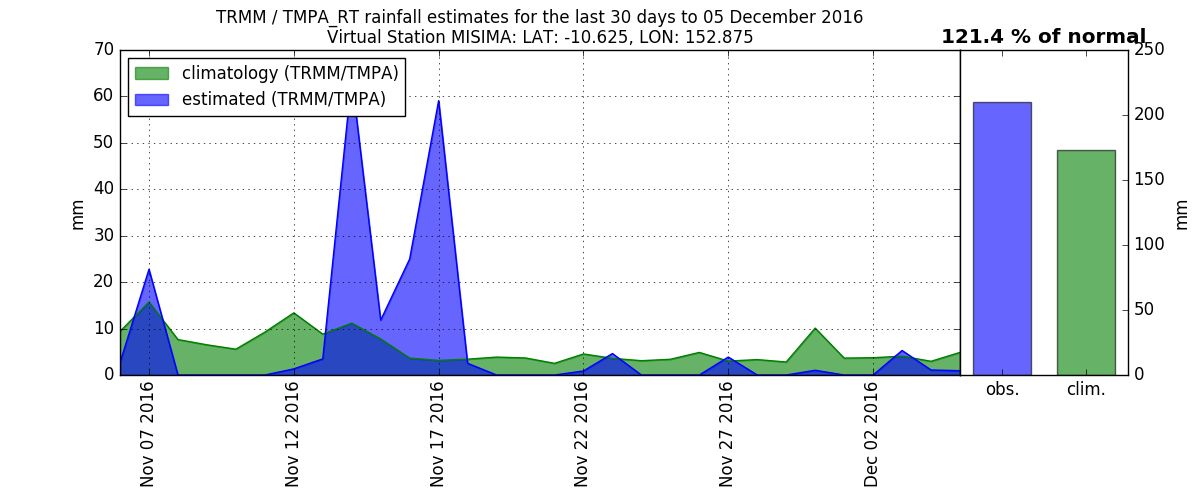 TRMM / TMPA_RT rainfall estimates for the last 30 days to 05 December 2016
Virtual Station MISIMA: LAT: -10.625, LON: 152.875
121.4 % of normal
climatology (TRMM/TMPA)
estimated (TRMM/TMPA)
70
60
50
40
30
20
10
0
mm
Nov 07 2016
Nov 12 2016
Nov 17 2016
Nov 22 2016
Nov 27 2016
Dec 02 2016
250
200
150
100
50
0
mm
obs.
clim.